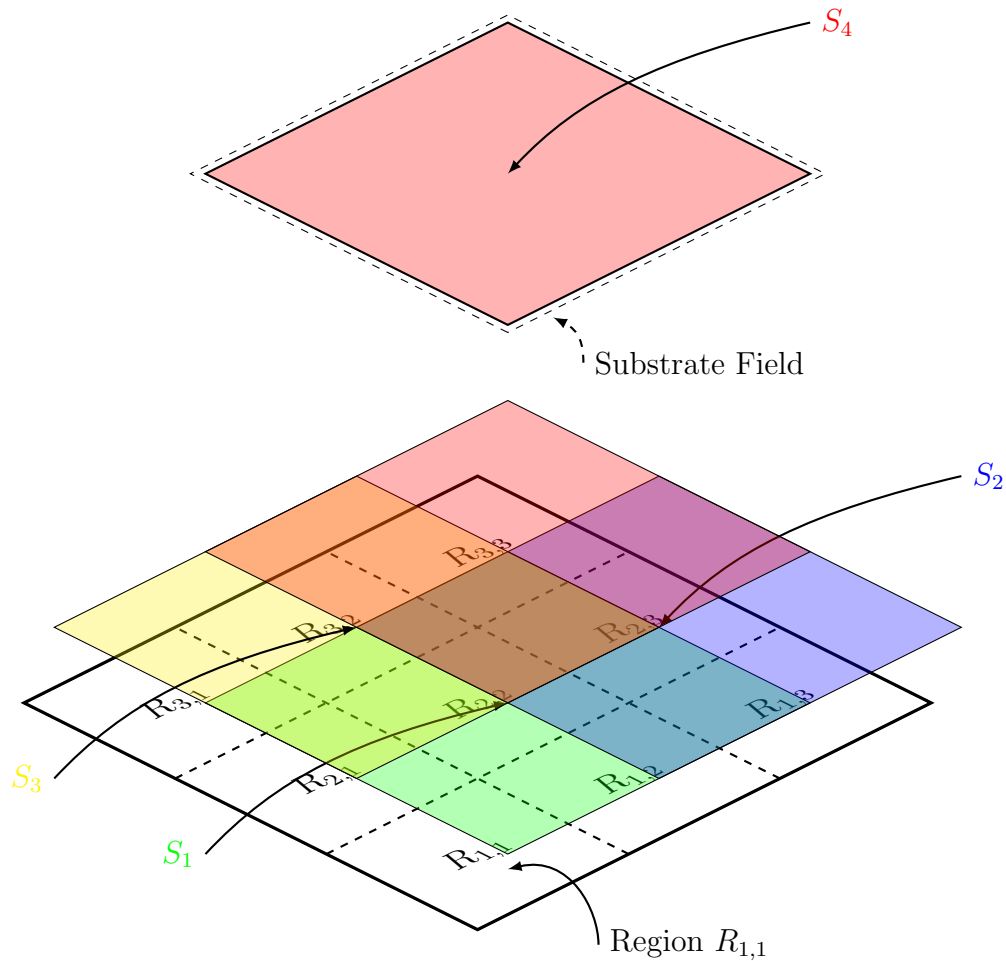 S₄
Substrate Field
S₂
R₃,₃
R₃,₂
R₂,₃
R₃,₁
R₂,₂
R₁,₃
S₃
R₂,₁
R₁,₂
S₁
R₁,₁
Region R₁,₁